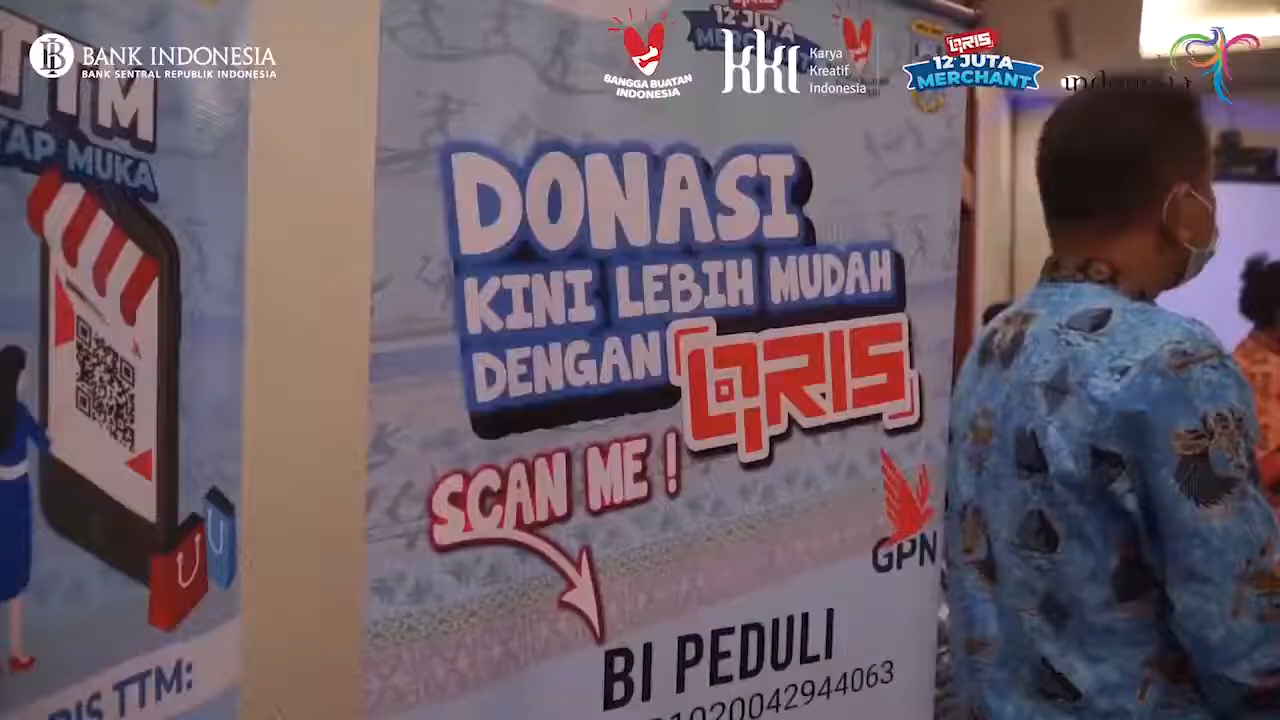 BANK INDONESIA
BANK SENTRAL REPUBLIK INDONESIA
BANGGA BUATAN
INDONESIA
kki
Karya
Kreatif
Indonesia
QRIS
12 JUTA
MERCHANT
12 JUTA
TTM
TAP MUKA
DONASI
KINI LEBIH MUDAH
DENGAN QRIS
SCAN ME !
GPN
BI PEDULI
1020042944063
RIS TTM: